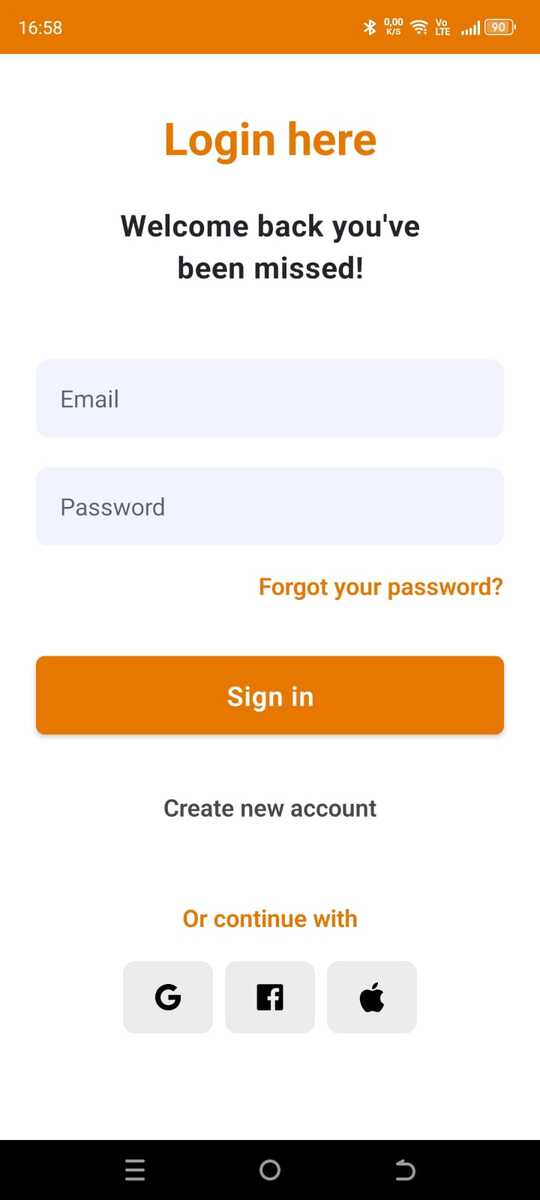 16:58
0,00
K/S
Vo
LTE
90
Login here
Welcome back you've
been missed!
Email
Password
Forgot your password?
Sign in
Create new account
Or continue with